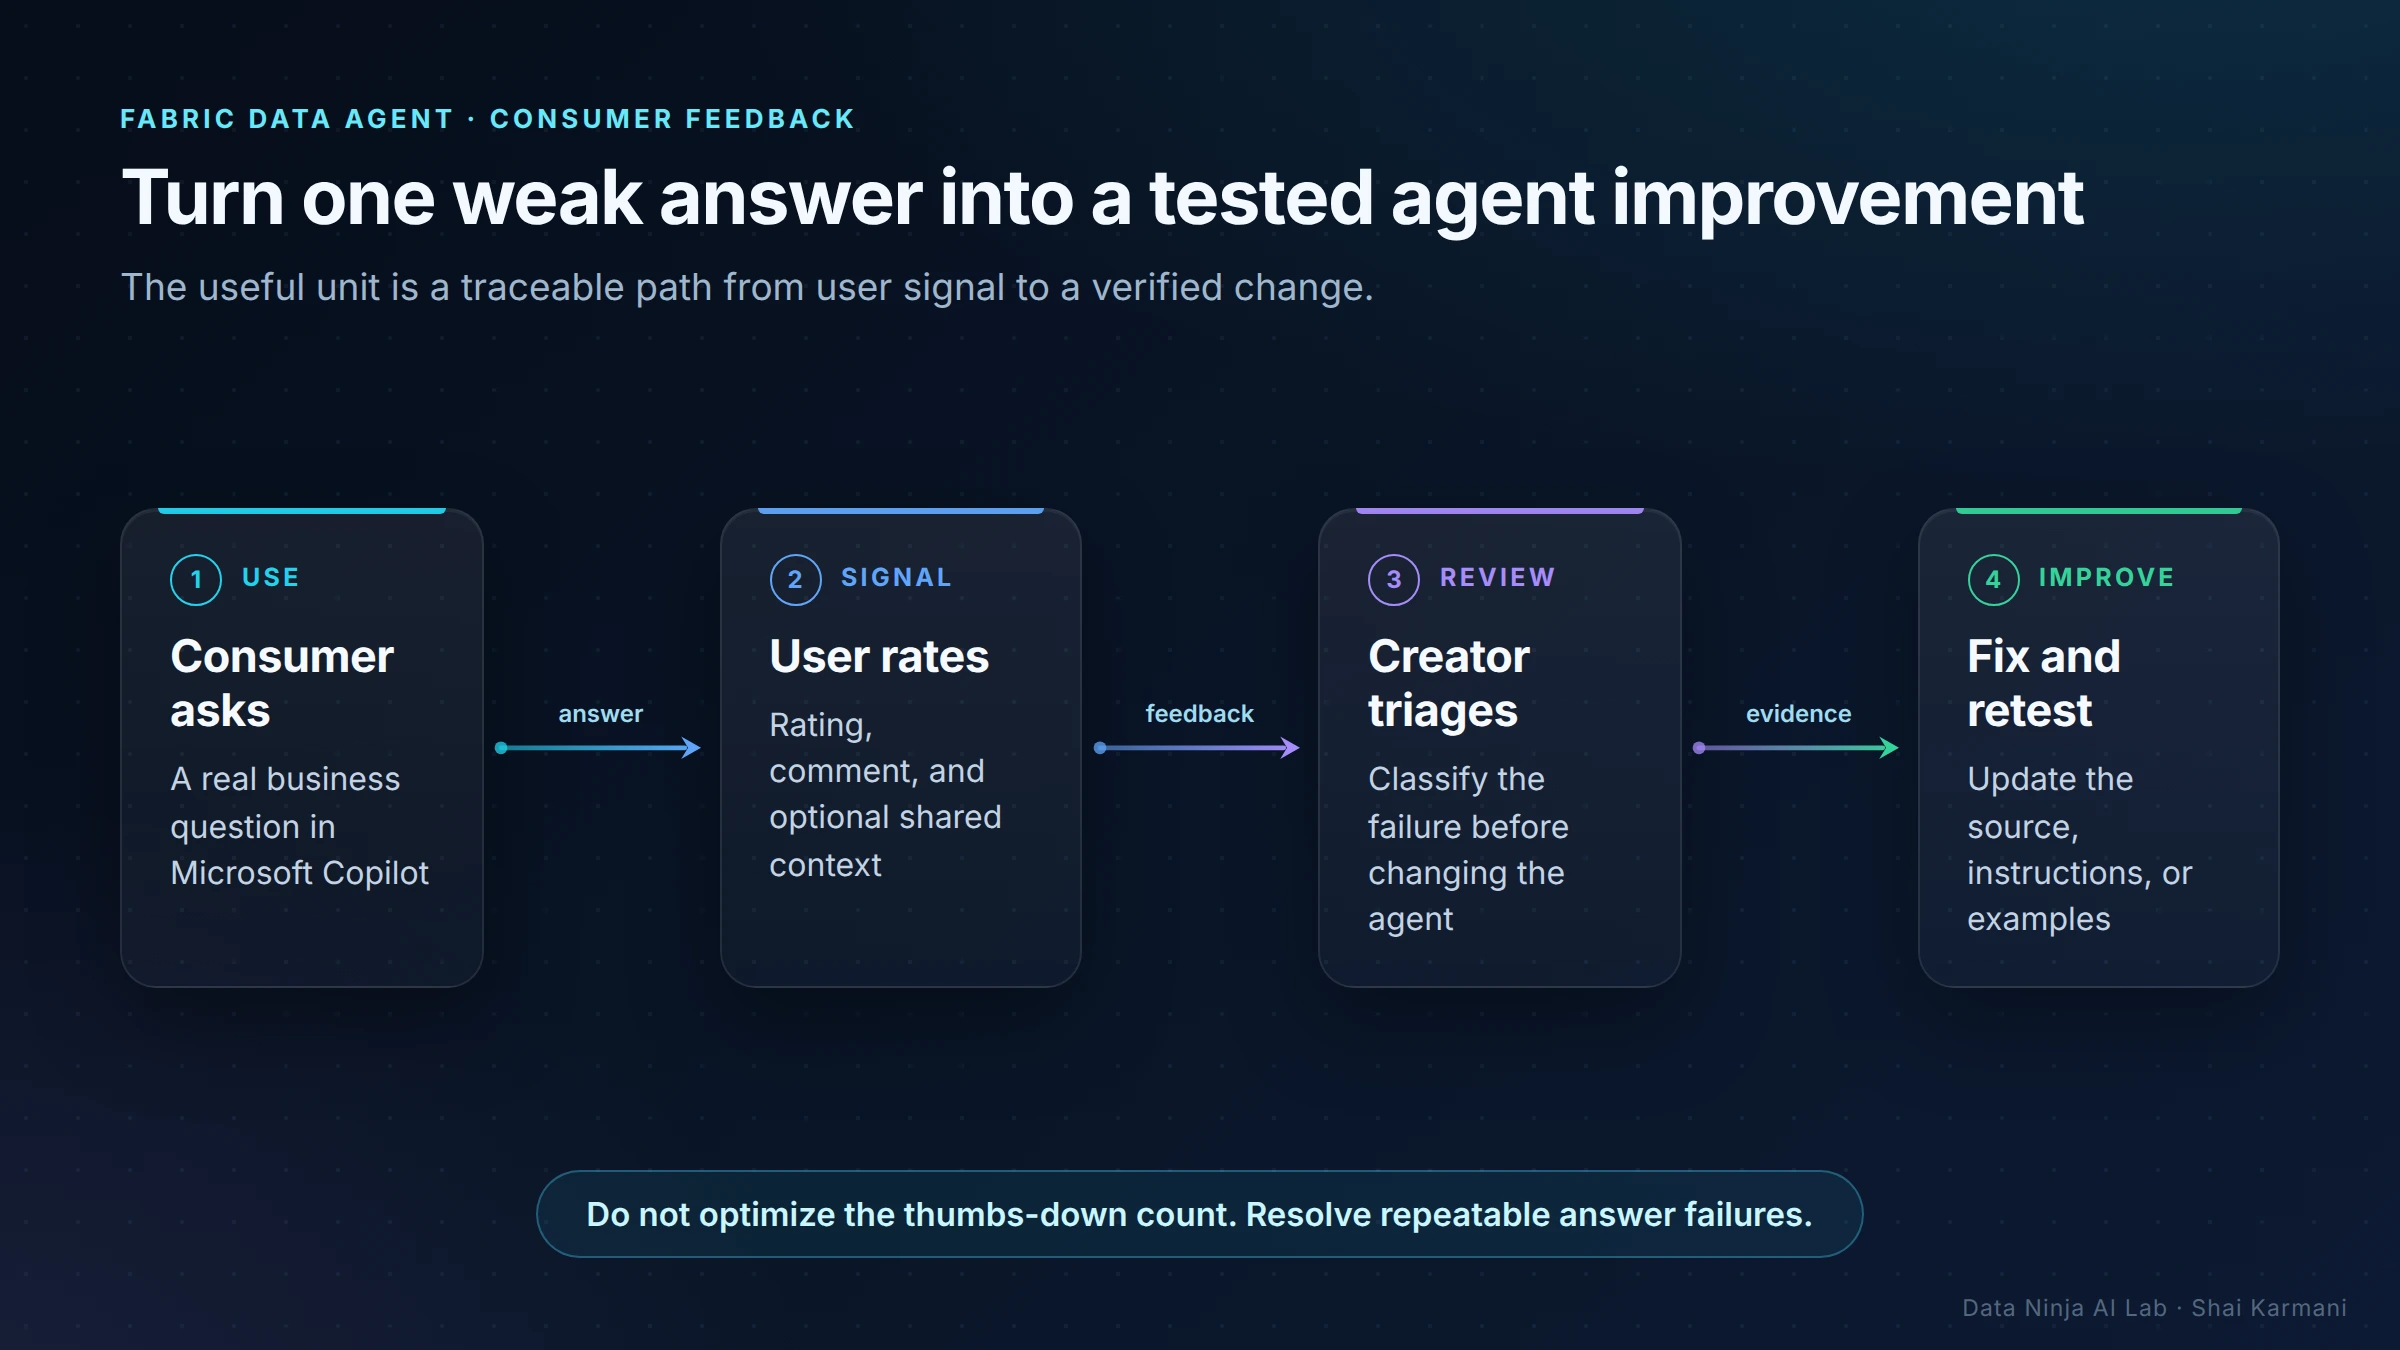 FABRIC DATA AGENT · CONSUMER FEEDBACK
Turn one weak answer into a tested agent improvement
The useful unit is a traceable path from user signal to a verified change.
1 USE
Consumer
asks
A real business
question in
Microsoft Copilot
answer
2 SIGNAL
User rates
Rating,
comment, and
optional shared
context
feedback
3 REVIEW
Creator
triages
Classify the
failure before
changing the
agent
evidence
4 IMPROVE
Fix and
retest
Update the
source,
instructions, or
examples
Do not optimize the thumbs-down count. Resolve repeatable answer failures.
Data Ninja AI Lab · Shai Karmani